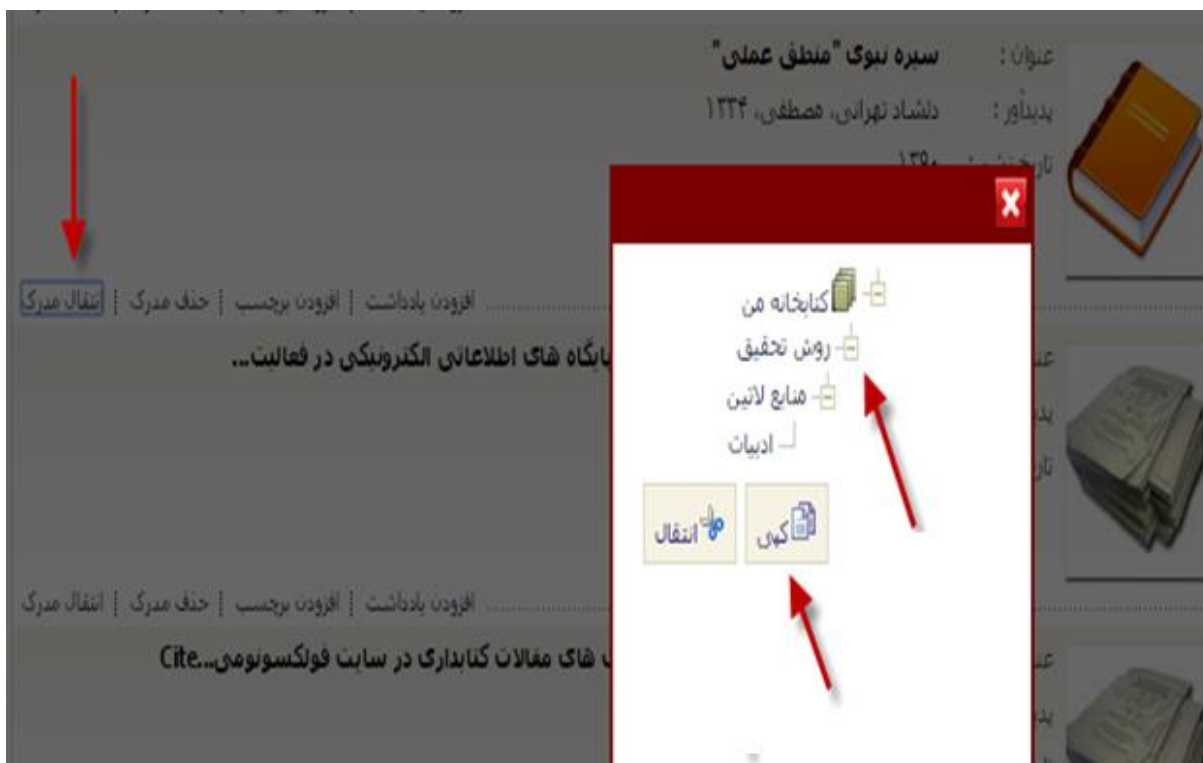 عنوان : سیره نبوی "منطق عملی"
پدیدآور : دلشاد تهرانی، مصطفی، ۱۳۳۴
۱۳۹۰
افزودن یادداشت | افزودن برچسب | حذف مدرک | انتقال مدرک
کتابخانه من
روش تحقیق
منابع لاتین
ادبیات
کپی
انتقال
پایگاه های اطلاعاتی الکترونیکی در فعالیت...
افزودن یادداشت | افزودن برچسب | حذف مدرک | انتقال مدرک
های مقالات کتابداری در سایت فولکسونومی...Cite